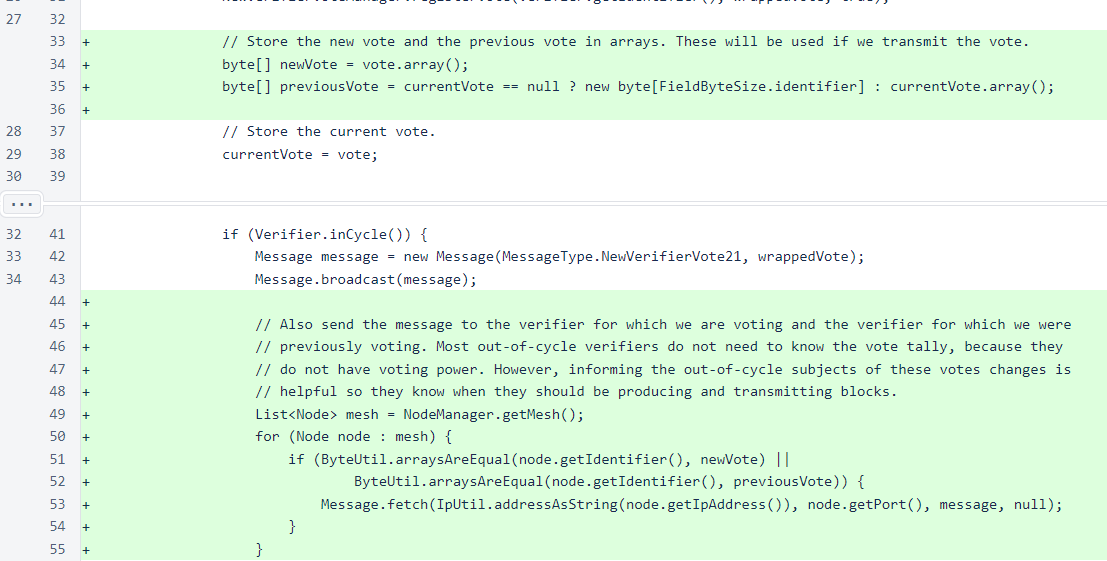 27 32
33 + // Store the new vote and the previous vote in arrays. These will be used if we transmit the vote.
34 + byte[] newVote = vote.array();
35 + byte[] previousVote = currentVote == null ? new byte[FieldByteSize.identifier] : currentVote.array();
36 +
28 37 // Store the current vote.
29 38 currentVote = vote;
30 39
...
32 41 if (Verifier.inCycle()) {
33 42 Message message = new Message(MessageType.NewVerifierVote21, wrappedVote);
34 43 Message.broadcast(message);
44 +
45 + // Also send the message to the verifier for which we are voting and the verifier for which we were
46 + // previously voting. Most out-of-cycle verifiers do not need to know the vote tally, because they
47 + // do not have voting power. However, informing the out-of-cycle subjects of these votes changes is
48 + // helpful so they know when they should be producing and transmitting blocks.
49 + List<Node> mesh = NodeManager.getMesh();
50 + for (Node node : mesh) {
51 + if (ByteUtil.arraysAreEqual(node.getIdentifier(), newVote) ||
52 + ByteUtil.arraysAreEqual(node.getIdentifier(), previousVote)) {
53 + Message.fetch(IpUtil.addressAsString(node.getIpAddress()), node.getPort(), message, null);
54 + }
55 + }